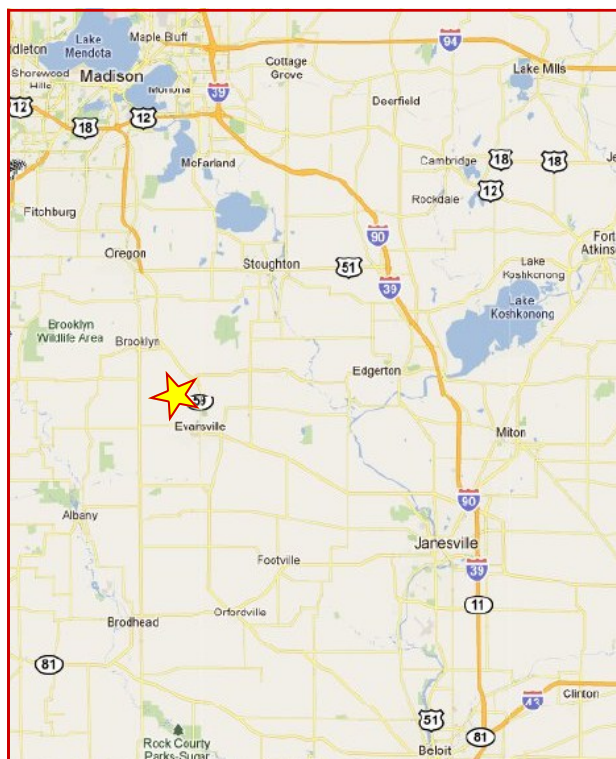 Lake
Mendota
Maple Bluff
94
dleton
Cottage
Grove
Lake Mills
Shorewood
Hills
Madison
Monona
39
Deerfield
12
18
12
McFarland
Cambridge
18
18
12
Rockdale
Fitchburg
90
Fort
Atkinson
Oregon
Stoughton
51
Lake
Koshkonong
39
Lake
Koshkonong
Brooklyn
Wildlife Area
Brooklyn
Edgerton
59
Evansville
Milton
90
Albany
Janesville
Footville
39
11
Orfordville
Brodhead
81
43
Clinton
51
81
Rock County
Parks-Sugar
Beloit